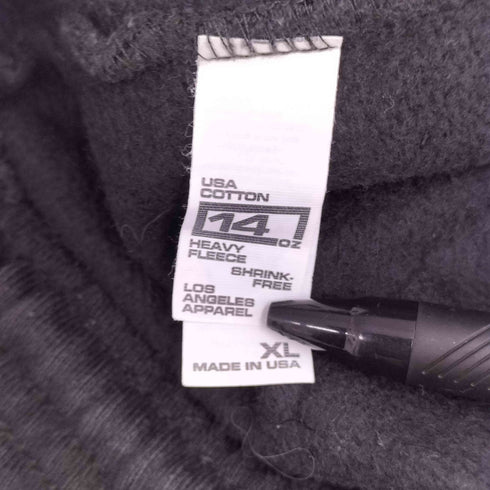 USA
COTTON
14 OZ
HEAVY
FLEECE
SHRINK-
FREE
LOS
ANGELES
APPAREL
XL
MADE IN USA